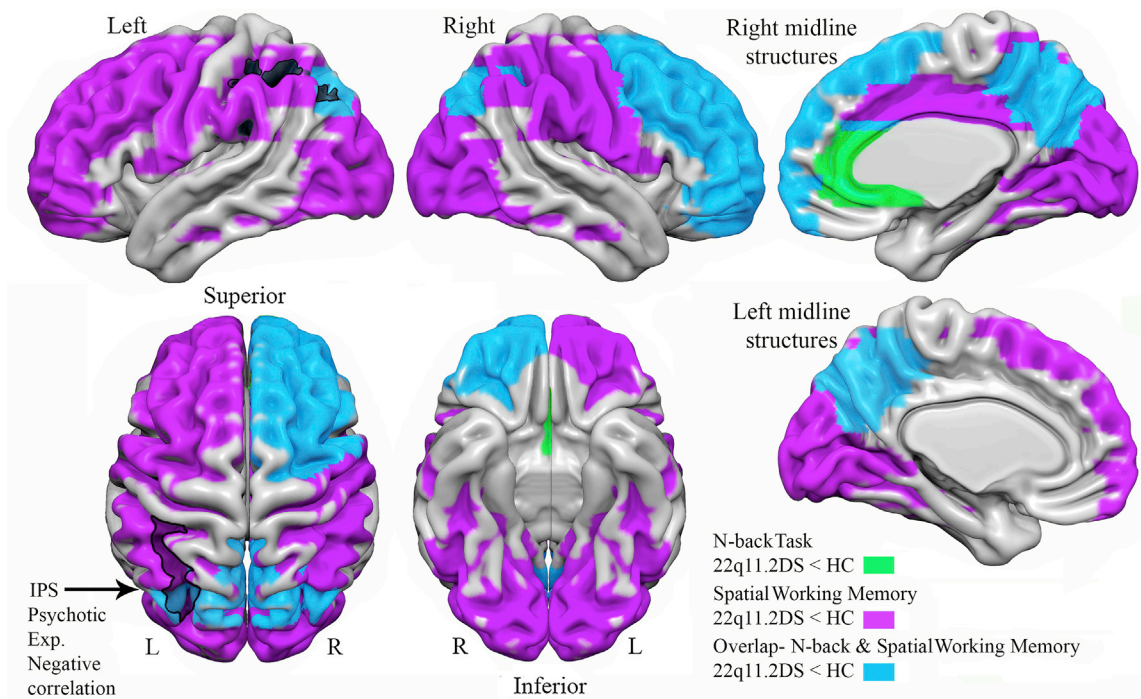 Left
Right
Right midline
structures
Superior
Left midline
structures
IPS
Psychotic
Exp.
Negative
correlation
L
R
R
L
Inferior
N-back Task
22q11.2DS < HC
Spatial Working Memory
22q11.2DS < HC
Overlap- N-back & Spatial Working Memory
22q11.2DS < HC